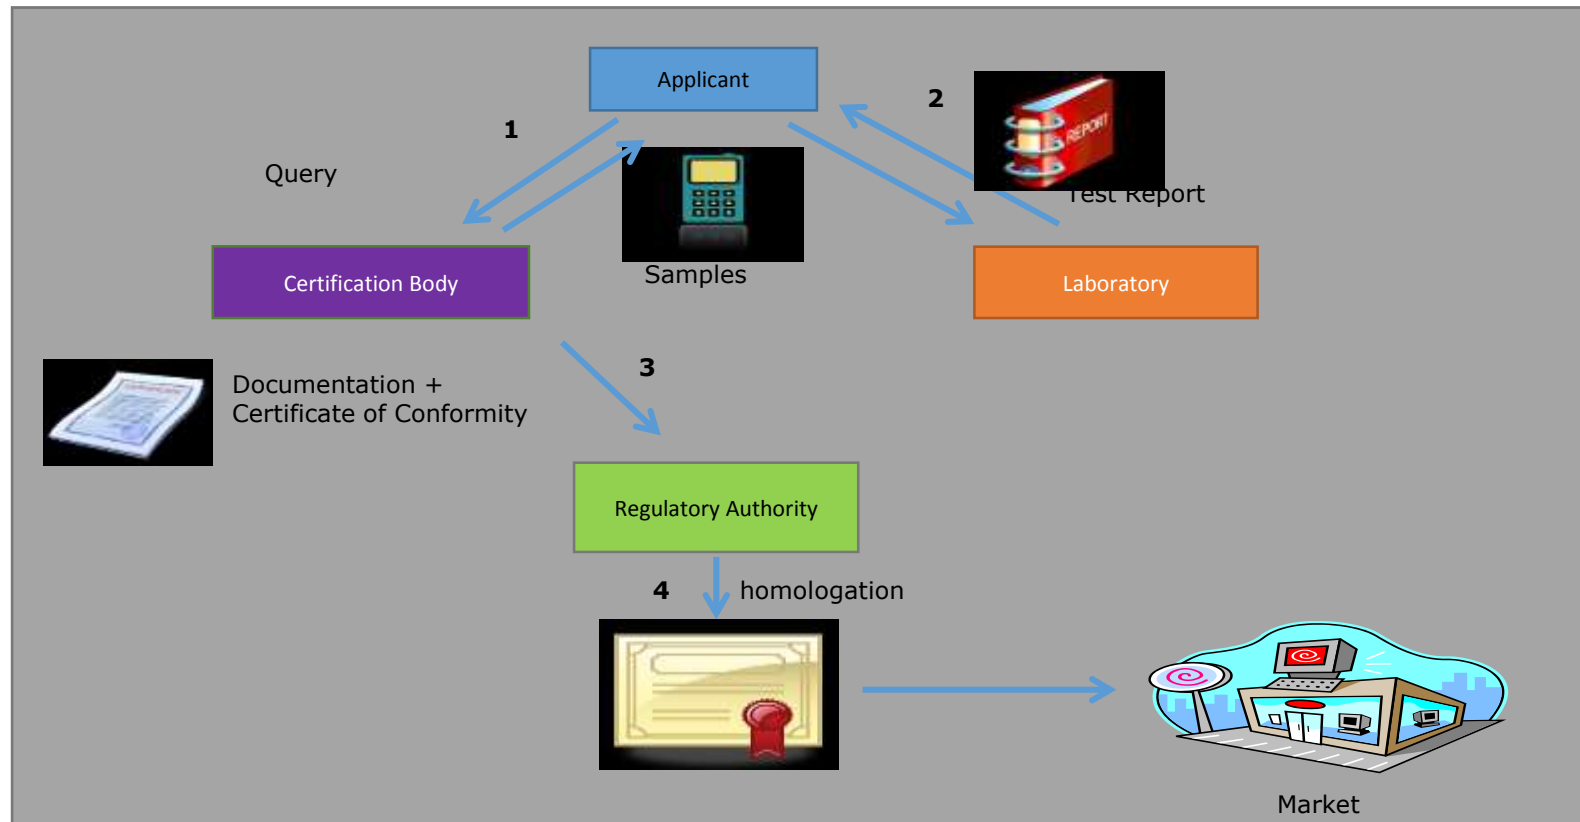 Applicant
2
REPORT
1
Query
Test Report
Certification Body
Samples
Laboratory
3
Documentation +
Certificate of Conformity
Regulatory Authority
4
homologation
Market